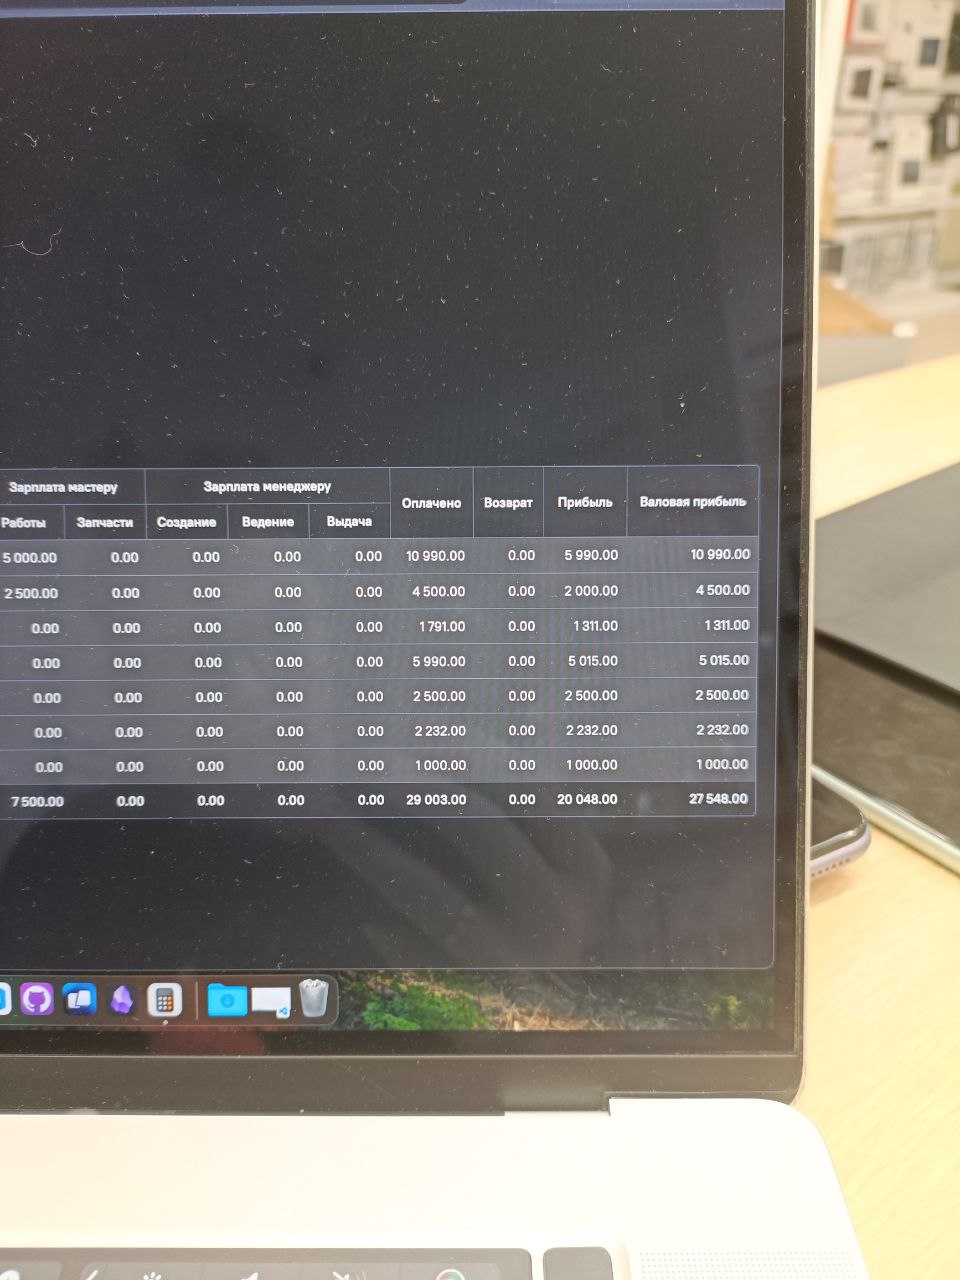 Зарплата мастеру Зарплата менеджеру Оплачено Возврат Прибыль Валовая прибыль
Работы Запчасти Создание Ведение Выдача
5 000.00 0.00 0.00 0.00 0.00 10 990.00 0.00 5 990.00 10 990.00
2 500.00 0.00 0.00 0.00 0.00 4 500.00 0.00 2 000.00 4 500.00
0.00 0.00 0.00 0.00 0.00 1 791.00 0.00 1 311.00 1 311.00
0.00 0.00 0.00 0.00 0.00 5 990.00 0.00 5 015.00 5 015.00
0.00 0.00 0.00 0.00 0.00 2 500.00 0.00 2 500.00 2 500.00
0.00 0.00 0.00 0.00 0.00 2 232.00 0.00 2 232.00 2 232.00
0.00 0.00 0.00 0.00 0.00 1 000.00 0.00 1 000.00 1 000.00
7 500.00 0.00 0.00 0.00 0.00 29 003.00 0.00 20 048.00 27 548.00